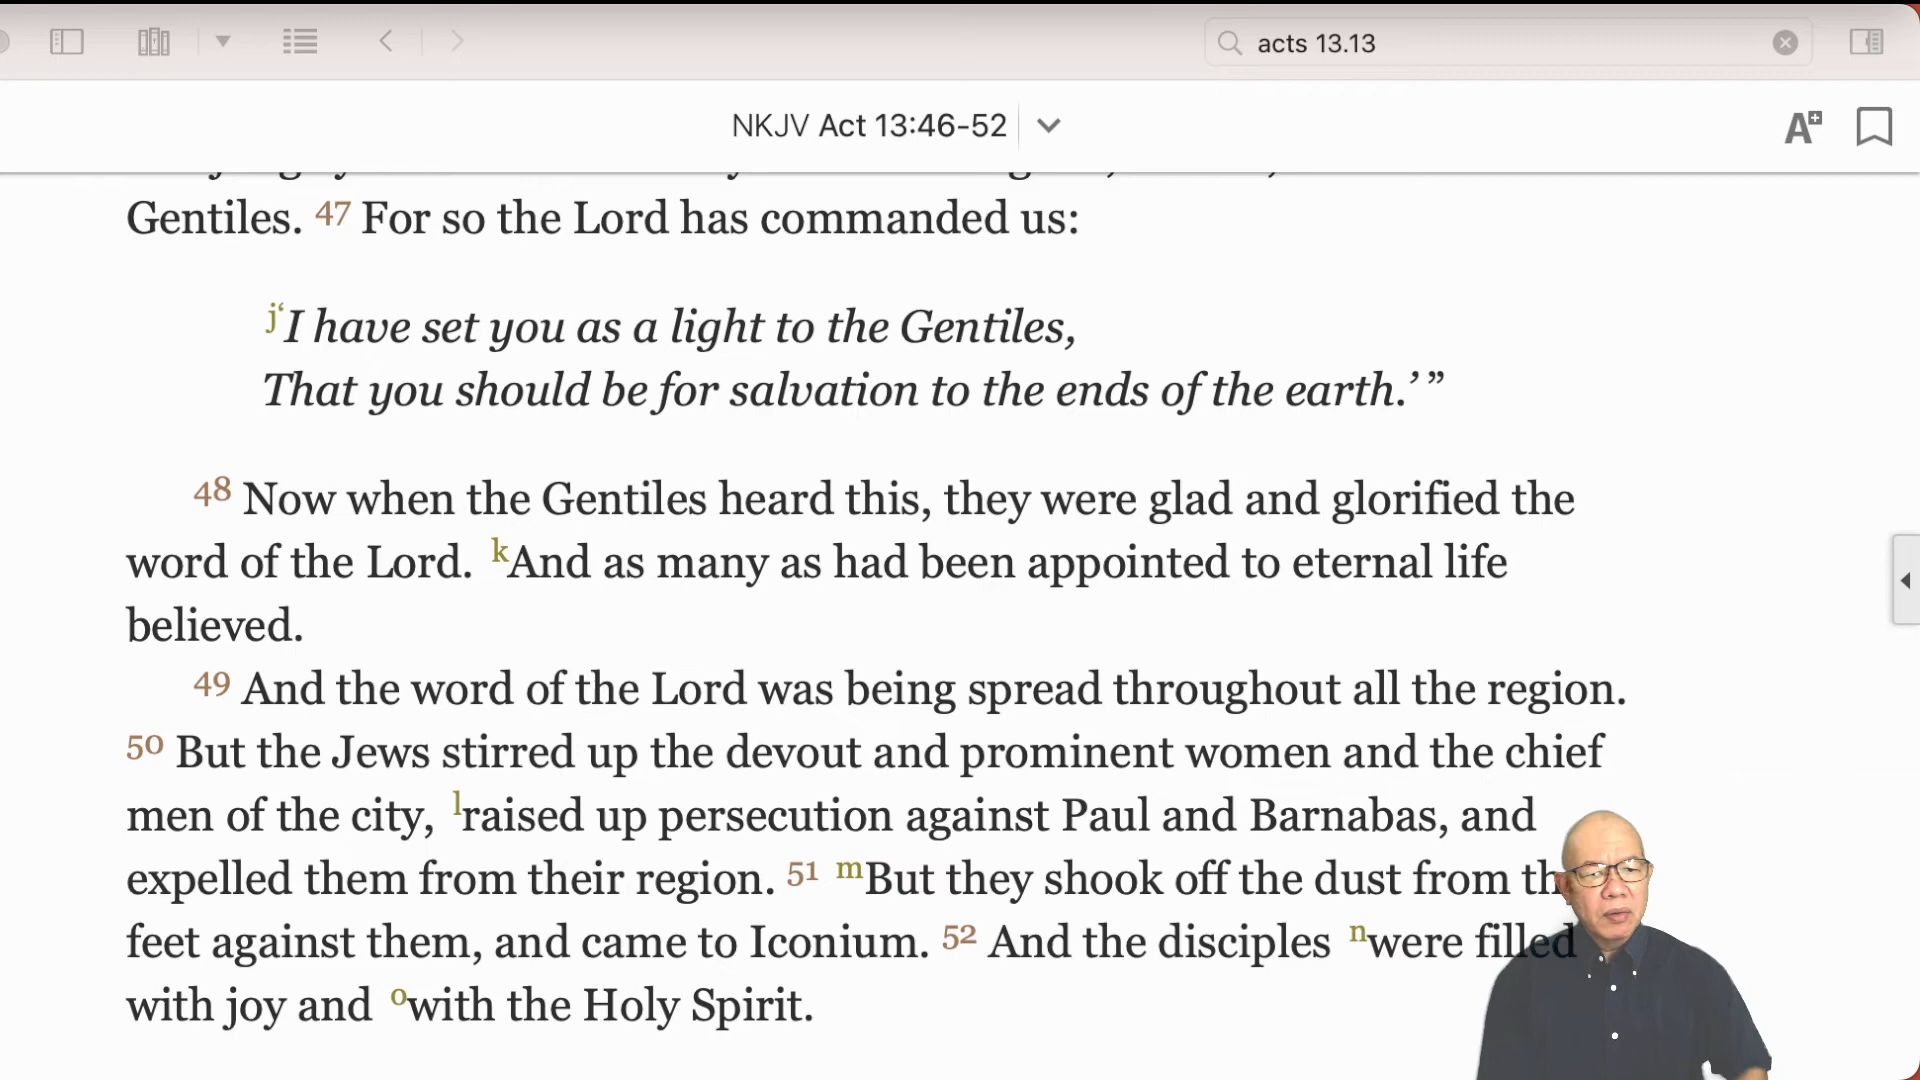 acts 13.13
NKJV Act 13:46-52
A+
Gentiles. 47 For so the Lord has commanded us:
j‘I have set you as a light to the Gentiles,
That you should be for salvation to the ends of the earth.’ ”
48 Now when the Gentiles heard this, they were glad and glorified the
word of the Lord. kAnd as many as had been appointed to eternal life
believed.
49 And the word of the Lord was being spread throughout all the region.
50 But the Jews stirred up the devout and prominent women and the chief
men of the city, lraised up persecution against Paul and Barnabas, and
expelled them from their region. 51 mBut they shook off the dust from
feet against them, and came to Iconium. 52 And the disciples nwere filled
with joy and owith the Holy Spirit.